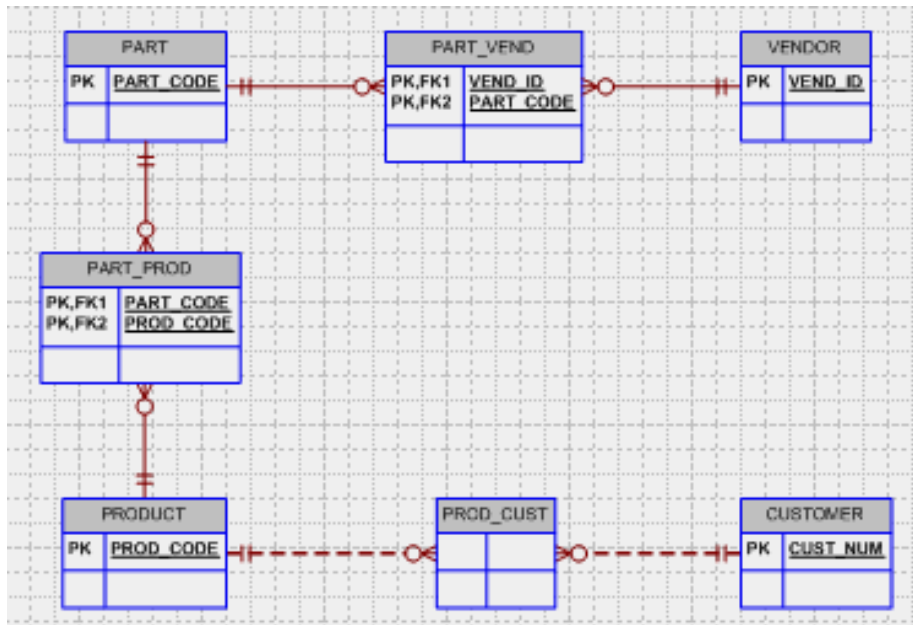 PART
PK PART_CODE
PART_VEND
PK,FK1 VEND_ID
PK,FK2 PART_CODE
VENDOR
PK VEND_ID
PART_PROD
PK,FK1 PART_CODE
PK,FK2 PROD_CODE
PRODUCT
PK PROD_CODE
PROD_CUST
CUSTOMER
PK CUST_NUM